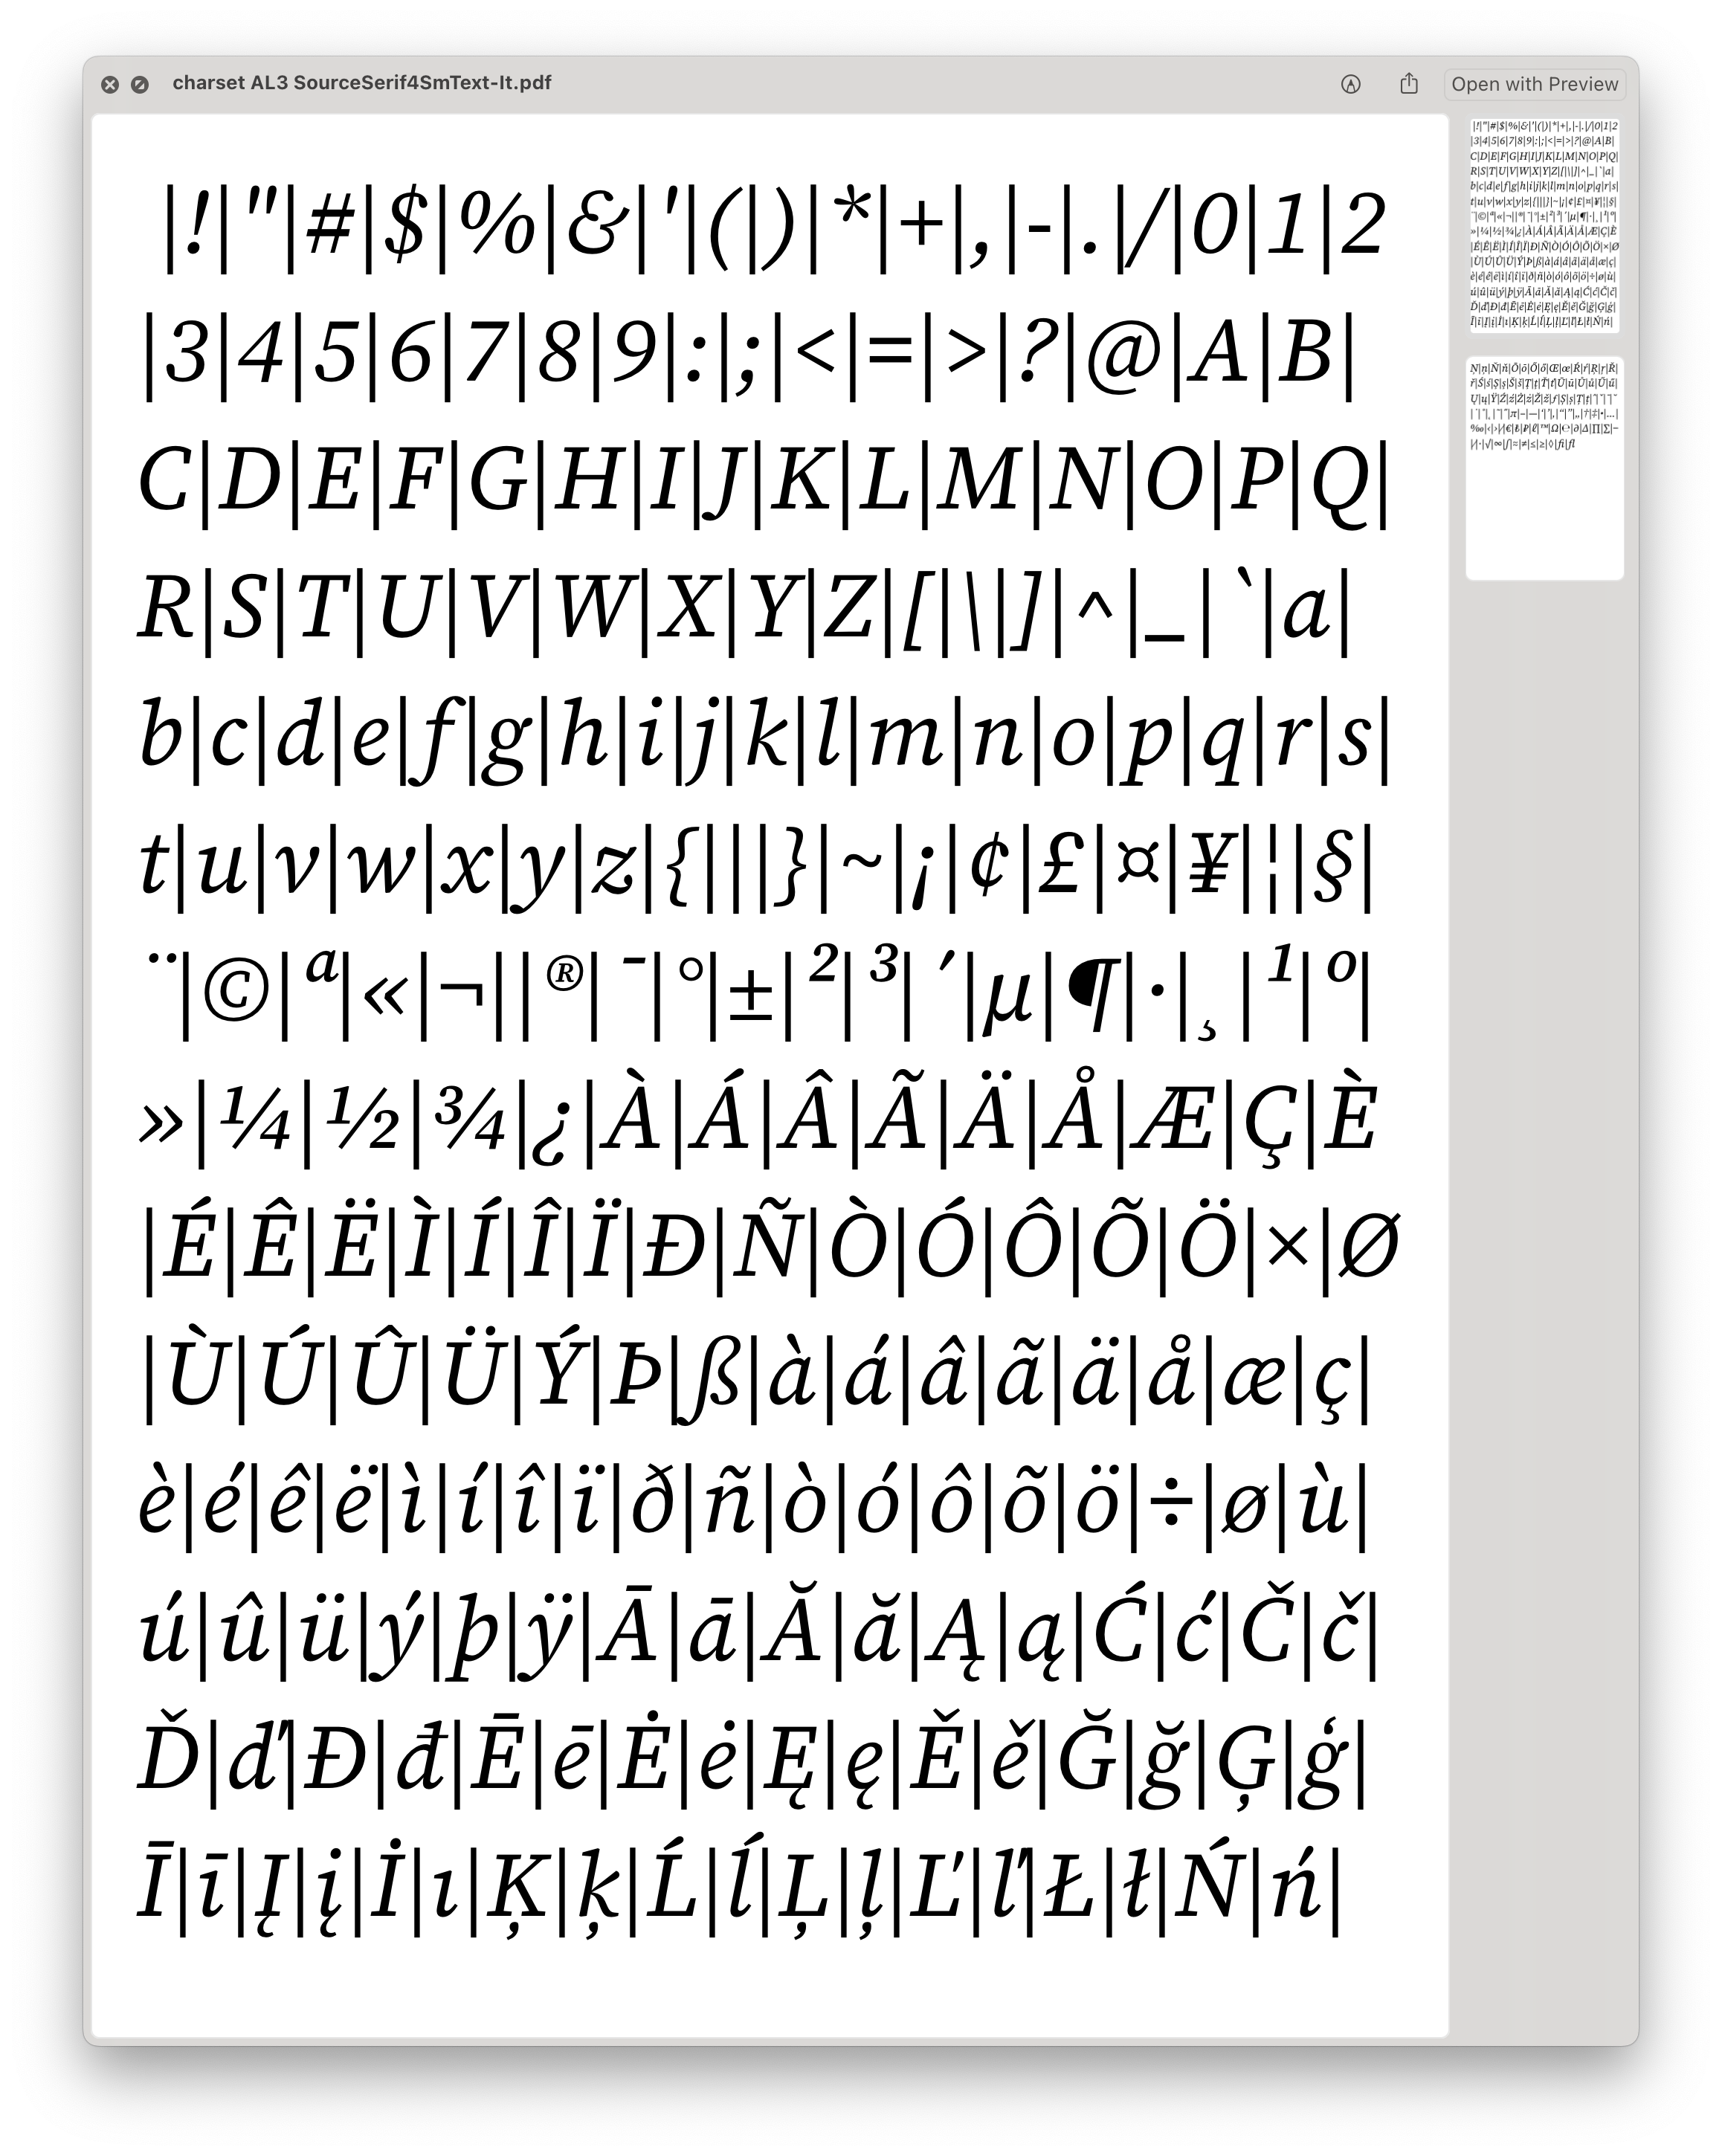 charset AL3 SourceSerif4SmText-It.pdf
Open with Preview
|!|"|#|$|%|&|'|(|)|*|+|,|-|.|/|0|1|2
|3|4|5|6|7|8|9|:|;|<|=|>|?|@|A|B|
C|D|E|F|G|H|I|J|K|L|M|N|O|P|Q|
R|S|T|U|V|W|X|Y|Z|[|\|]|^|_|`|a|
b|c|d|e|f|g|h|i|j|k|l|m|n|o|p|q|r|s|
t|u|v|w|x|y|z|{|||}|~|¡|¢|£|¤|¥|¦|§|
¨|©|ª|«|¬||®|¯|°|±|²|³|´|µ|¶|·|¸|¹|º|
»|¼|½|¾|¿|À|Á|Â|Ã|Ä|Å|Æ|Ç|È
|É|Ê|Ë|Ì|Í|Î|Ï|Ð|Ñ|Ò|Ó|Ô|Õ|Ö|×|Ø
|Ù|Ú|Û|Ü|Ý|Þ|ß|à|á|â|ã|ä|å|æ|ç|
è|é|ê|ë|ì|í|î|ï|ð|ñ|ò|ó|ô|õ|ö|÷|ø|ù|
ú|û|ü|ý|þ|ÿ|Ā|ā|Ă|ă|Ą|ą|Ć|ć|Č|č|
Ď|ď|Đ|đ|Ē|ē|Ė|ė|Ę|ę|Ě|ě|Ğ|ğ|Ģ|ģ|
Ī|ī|Į|į|İ|ı|Ķ|ķ|Ĺ|ĺ|Ļ|ļ|Ľ|ľ|Ł|ł|Ń|ń|